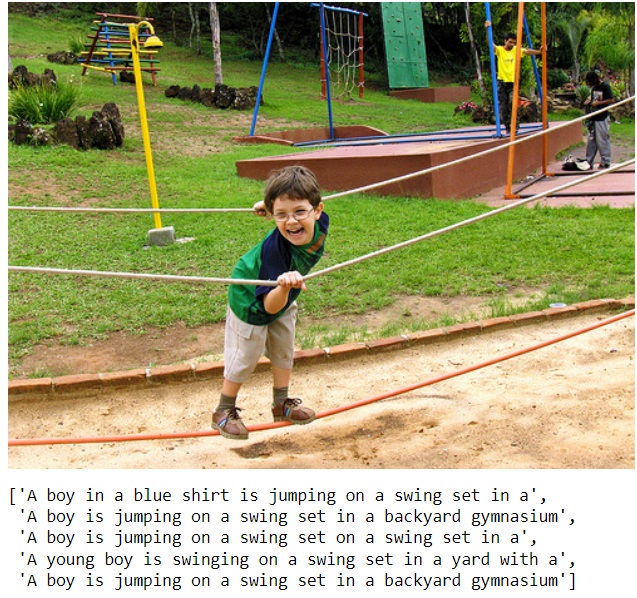 ['A boy in a blue shirt is jumping on a swing set in a',
'A boy is jumping on a swing set in a backyard gymnasium',
'A boy is jumping on a swing set on a swing set in a',
'A young boy is swinging on a swing set in a yard with a',
'A boy is jumping on a swing set in a backyard gymnasium']